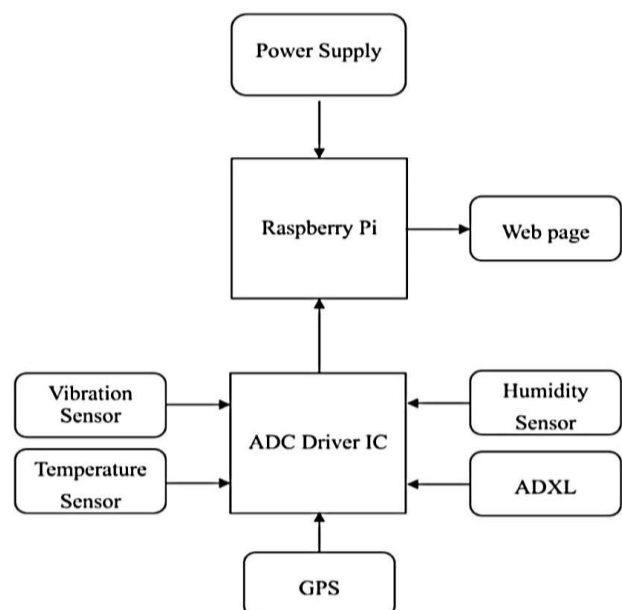 Power Supply
Raspberry Pi
Web page
Vibration
Sensor
ADC Driver IC
Humidity
Sensor
Temperature
Sensor
ADXL
GPS